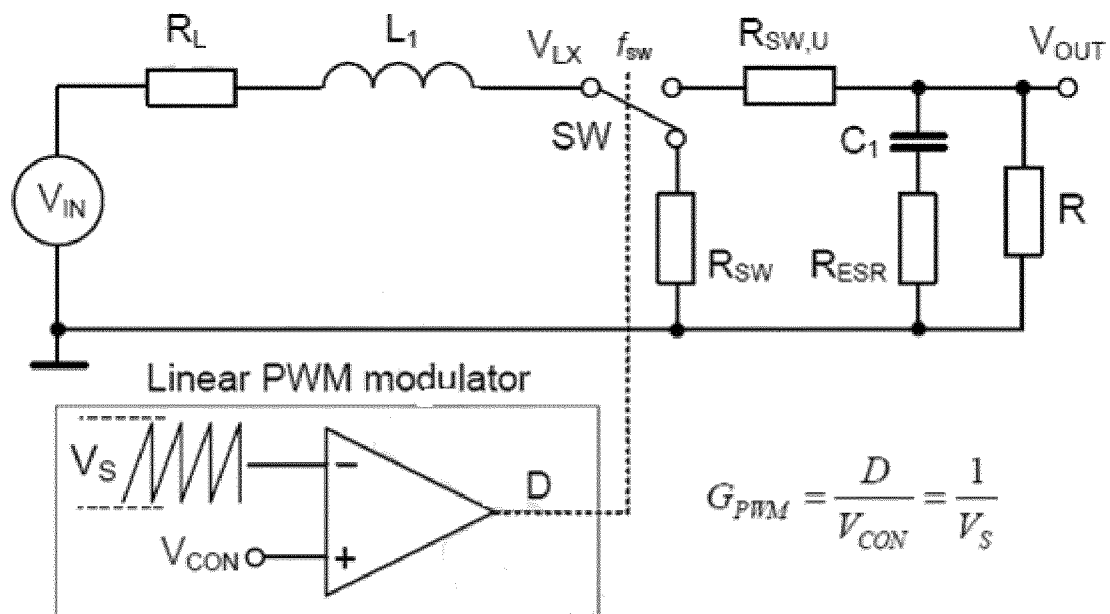 R_L
L_1
V_LX
f_sw
R_SW,U
V_OUT
SW
C_1
V_IN
R_SW
R_ESR
R
Linear PWM modulator
V_S
−
D
V_CON
+
G_PWM = D/V_CON = 1/V_S